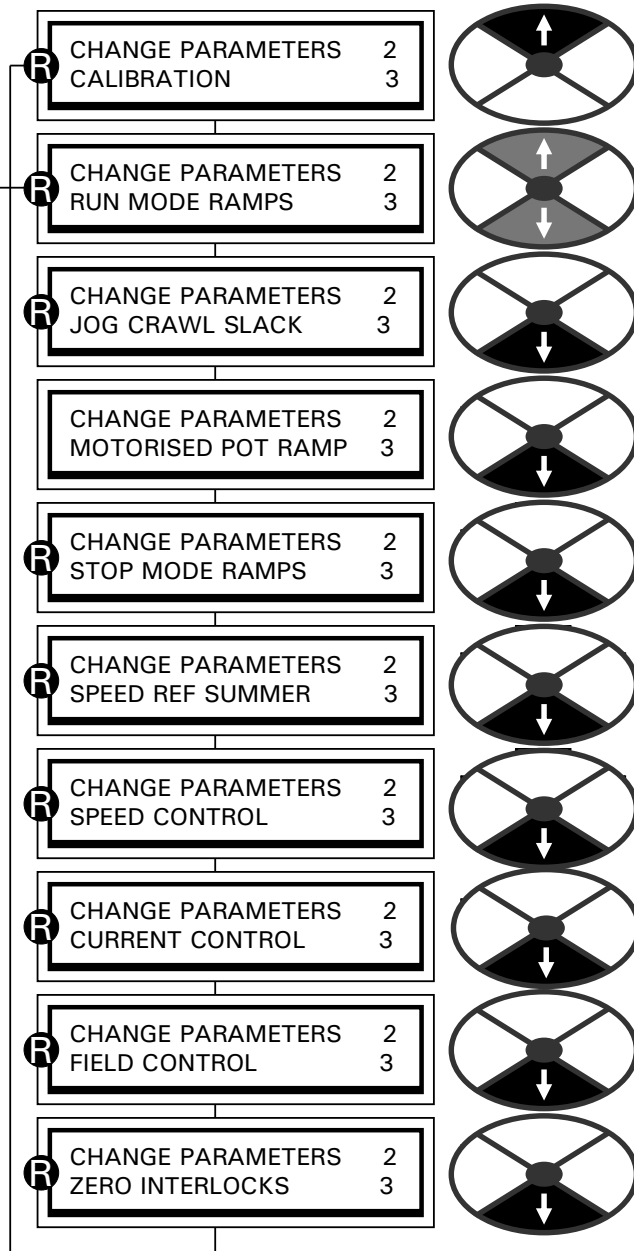 R
CHANGE PARAMETERS 2
CALIBRATION 3
R
CHANGE PARAMETERS 2
RUN MODE RAMPS 3
R
CHANGE PARAMETERS 2
JOG CRAWL SLACK 3
CHANGE PARAMETERS 2
MOTORISED POT RAMP 3
R
CHANGE PARAMETERS 2
STOP MODE RAMPS 3
R
CHANGE PARAMETERS 2
SPEED REF SUMMER 3
R
CHANGE PARAMETERS 2
SPEED CONTROL 3
R
CHANGE PARAMETERS 2
CURRENT CONTROL 3
R
CHANGE PARAMETERS 2
FIELD CONTROL 3
R
CHANGE PARAMETERS 2
ZERO INTERLOCKS 3